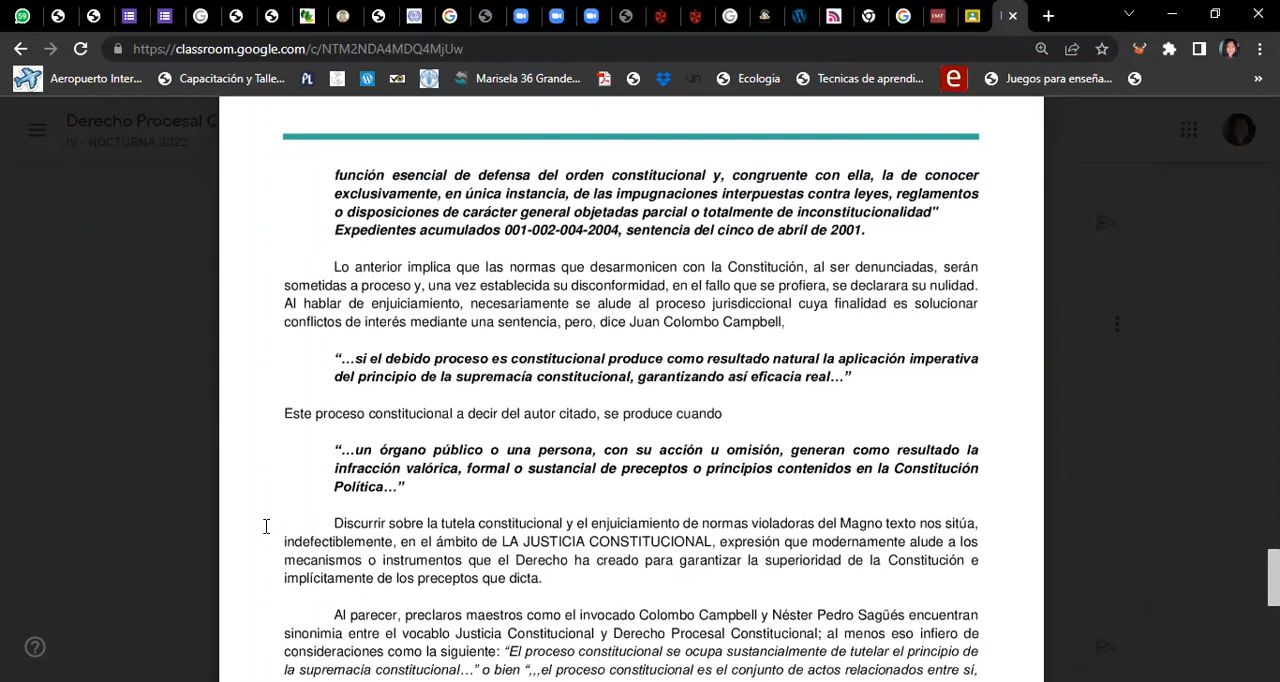 https://classroom.google.com/c/NTM2NDA4MDQ4MjUw
Aeropuerto Inter...
Capacitación y Talle...
Marisela 36 Grande...
Ecologia
Tecnicas de aprendi...
Juegos para enseña...
»
Derecho Procesal C
IV - NOCTURNA 2022
función esencial de defensa del orden constitucional y, congruente con ella, la de conocer
exclusivamente, en única instancia, de las impugnaciones interpuestas contra leyes, reglamentos
o disposiciones de carácter general objetadas parcial o totalmente de inconstitucionalidad"
Expedientes acumulados 001-002-004-2004, sentencia del cinco de abril de 2001.
Lo anterior implica que las normas que desarmonicen con la Constitución, al ser denunciadas, serán
sometidas a proceso y, una vez establecida su disconformidad, en el fallo que se profiera, se declarara su nulidad.
Al hablar de enjuiciamiento, necesariamente se alude al proceso jurisdiccional cuya finalidad es solucionar
conflictos de interés mediante una sentencia, pero, dice Juan Colombo Campbell,
“…si el debido proceso es constitucional produce como resultado natural la aplicación imperativa
del principio de la supremacía constitucional, garantizando así eficacia real…”
Este proceso constitucional a decir del autor citado, se produce cuando
“…un órgano público o una persona, con su acción u omisión, generan como resultado la
infracción valórica, formal o sustancial de preceptos o principios contenidos en la Constitución
Política…”
Discurrir sobre la tutela constitucional y el enjuiciamiento de normas violadoras del Magno texto nos sitúa,
indefectiblemente, en el ámbito de LA JUSTICIA CONSTITUCIONAL, expresión que modernamente alude a los
mecanismos o instrumentos que el Derecho ha creado para garantizar la superioridad de la Constitución e
implícitamente de los preceptos que dicta.
Al parecer, preclaros maestros como el invocado Colombo Campbell y Néster Pedro Sagüés encuentran
sinonimia entre el vocablo Justicia Constitucional y Derecho Procesal Constitucional; al menos eso infiero de
consideraciones como la siguiente: “El proceso constitucional se ocupa sustancialmente de tutelar el principio de
la supremacía constitucional…” o bien “,,,el proceso constitucional es el conjunto de actos relacionados entre sí,